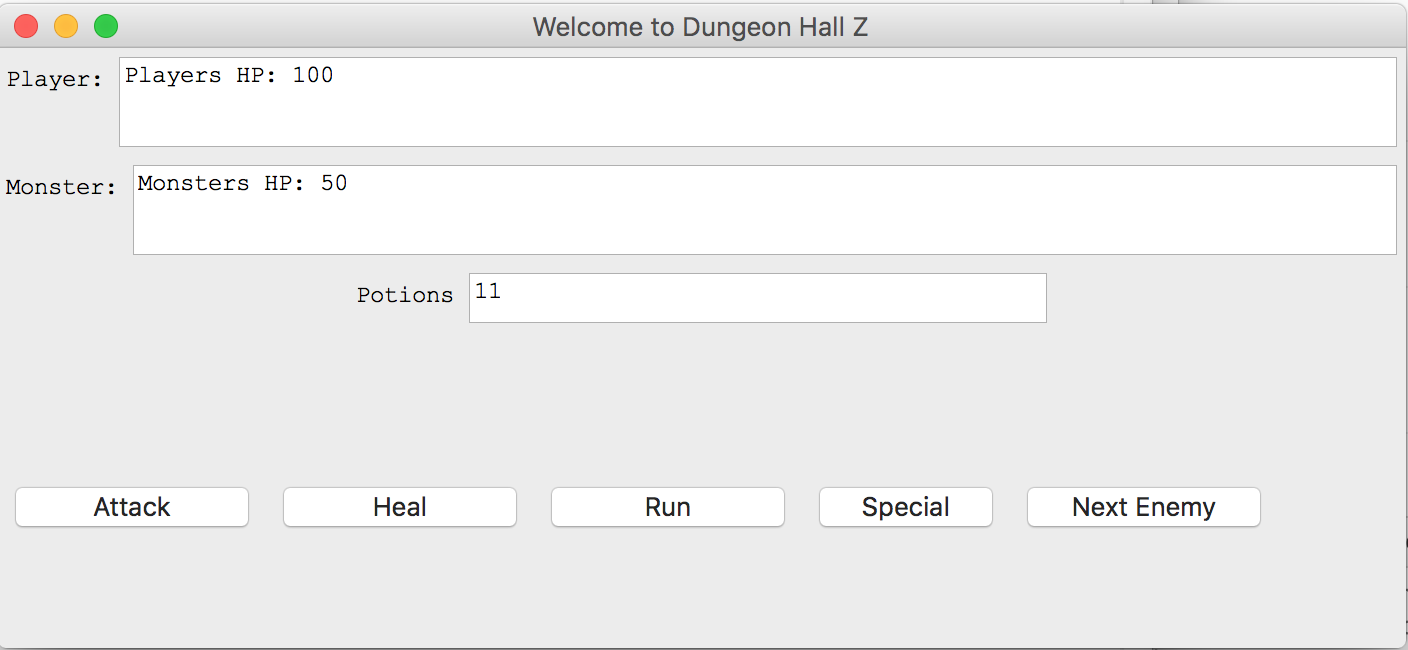 Welcome to Dungeon Hall Z
Player: Players HP: 100
Monster: Monsters HP: 50
Potions 11
Attack Heal Run Special Next Enemy